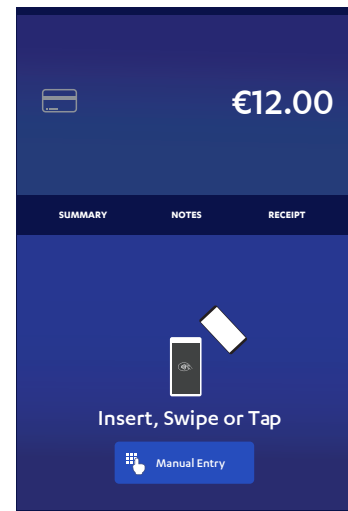 €12.00
SUMMARY NOTES RECEIPT
Insert, Swipe or Tap
Manual Entry